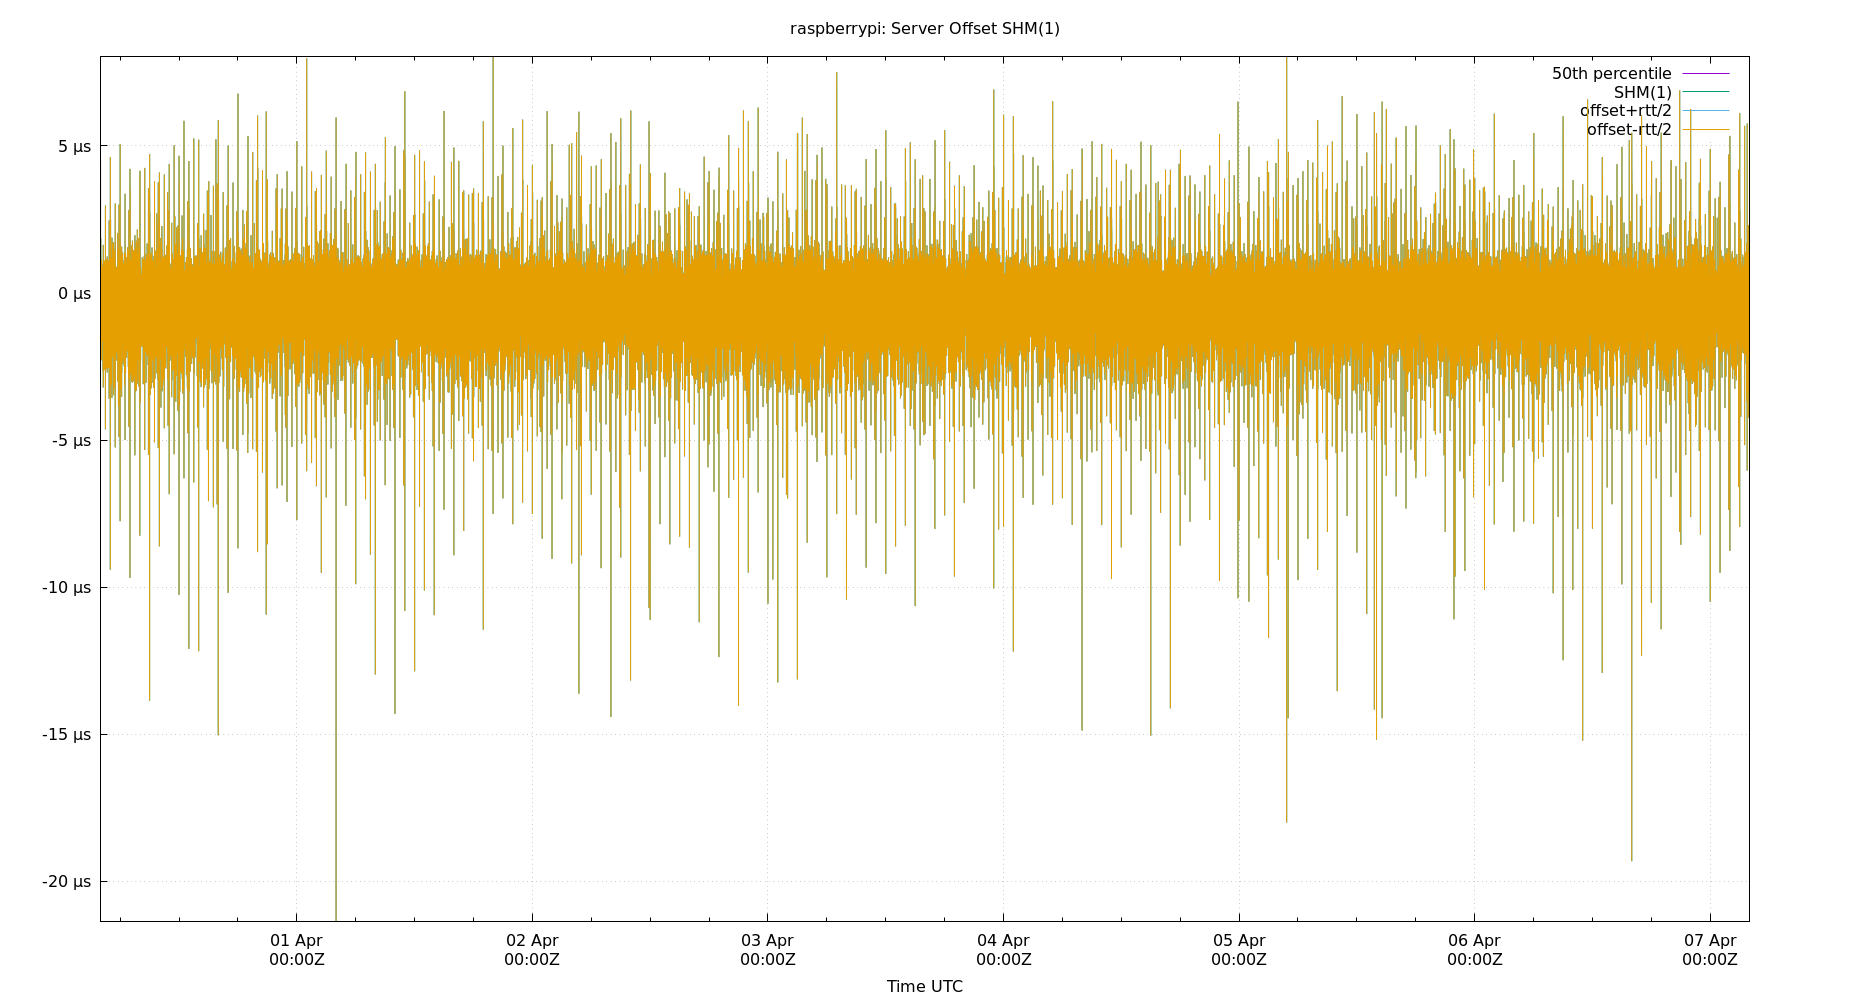 raspberrypi: Server Offset SHM(1)
50th percentile
SHM(1)
offset+rtt/2
offset-rtt/2
5 µs
0 µs
-5 µs
-10 µs
-15 µs
-20 µs
01 Apr
00:00Z
02 Apr
00:00Z
03 Apr
00:00Z
04 Apr
00:00Z
05 Apr
00:00Z
06 Apr
00:00Z
07 Apr
00:00Z
Time UTC